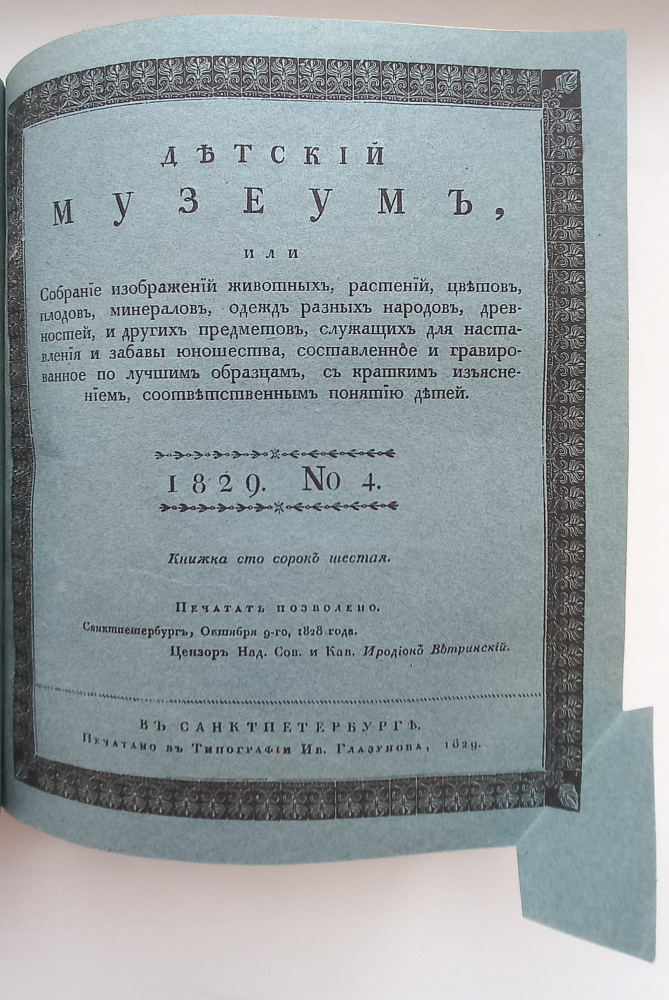 ДѢТСКІЙ
МУЗЕУМЪ,
или
Собраніе изображеній животныхъ, растеній, цвѣтовъ,
плодовъ, минераловъ, одеждъ разныхъ народовъ, древ-
ностей, и другихъ предметовъ, служащихъ для наста-
вленія и забавы юношества, составленное и гравиро-
ванное по лучшимъ образцамъ, съ краткимъ изъясне-
ніемъ, соотвѣтственнымъ понятію дѣтей.
1829. No 4.
Книжка сто сорокъ шестая.
Печатать позволено.
Санктпетербургъ, Октября 9-го, 1828 года.
Цензоръ Над. Сов. и Кав. Иродіонъ Вѣтринскій.
ВЪ САНКТПЕТЕРБУРГѢ.
Печатано въ Типографіи Ив. Глазунова, 1829.